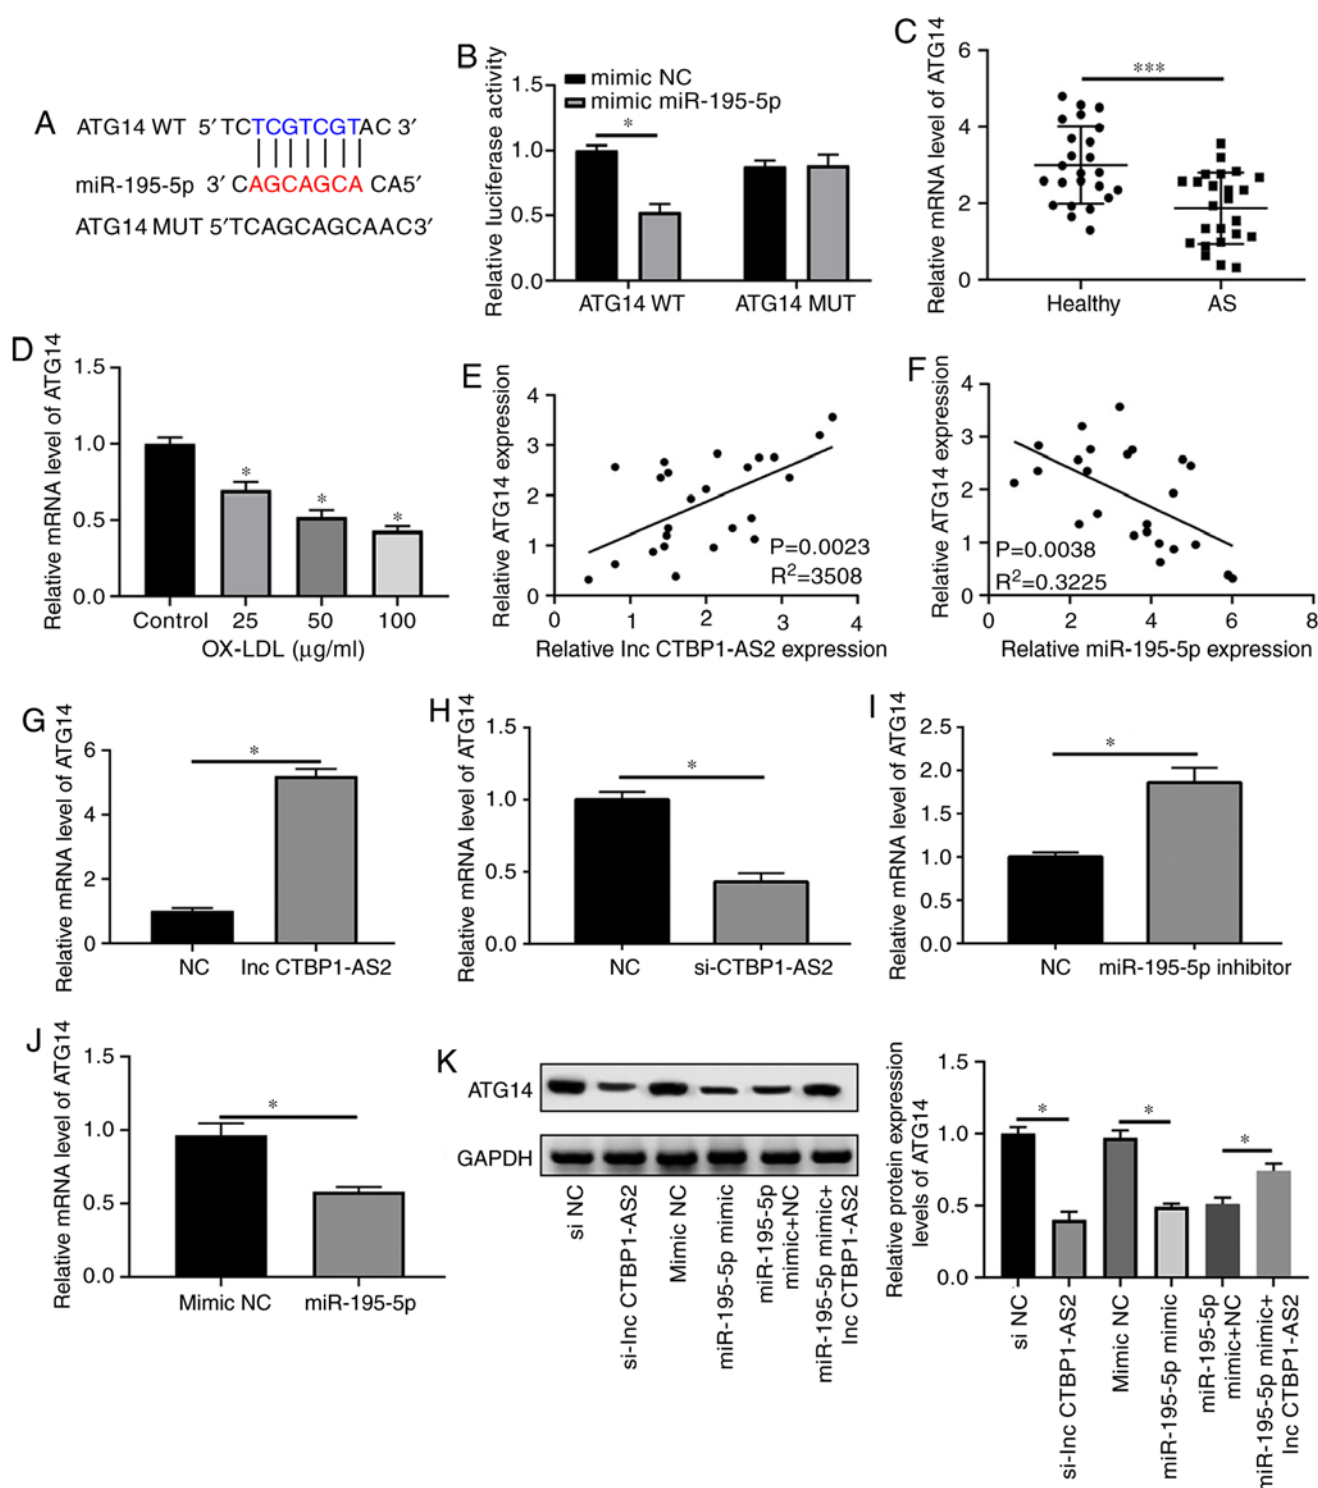 A
ATG14 WT 5′TCTCGTCGTAC 3′
miR-195-5p 3′ CAGCAGCA CA5′
ATG14 MUT 5′TCAGCAGCAAC3′
B
Relative luciferase activity
mimic NC
mimic miR-195-5p
1.5
1.0
0.5
0.0
*
ATG14 WT
ATG14 MUT
C
Relative mRNA level of ATG14
6
4
2
0
***
Healthy
AS
D
Relative mRNA level of ATG14
1.5
1.0
0.5
0.0
*
*
*
Control
25
50
100
OX-LDL (µg/ml)
E
Relative ATG14 expression
4
3
2
1
0
P=0.0023
R²=3508
0
1
2
3
4
Relative lnc CTBP1-AS2 expression
F
Relative ATG14 expression
4
3
2
1
0
P=0.0038
R²=0.3225
0
2
4
6
8
Relative miR-195-5p expression
G
Relative mRNA level of ATG14
6
4
2
0
*
NC
lnc CTBP1-AS2
H
Relative mRNA level of ATG14
1.5
1.0
0.5
0.0
*
NC
si-CTBP1-AS2
I
Relative mRNA level of ATG14
2.5
2.0
1.5
1.0
0.5
0.0
*
NC
miR-195-5p inhibitor
J
Relative mRNA level of ATG14
1.5
1.0
0.5
0.0
*
Mimic NC
miR-195-5p
K
ATG14
GAPDH
si NC
si-lnc CTBP1-AS2
Mimic NC
miR-195-5p mimic
miR-195-5p
mimic+NC
miR-195-5p mimic+
lnc CTBP1-AS2
Relative protein expression
levels of ATG14
1.5
1.0
0.5
0.0
*
*
*
si NC
si-lnc CTBP1-AS2
Mimic NC
miR-195-5p mimic
miR-195-5p
mimic+NC
miR-195-5p mimic+
lnc CTBP1-AS2